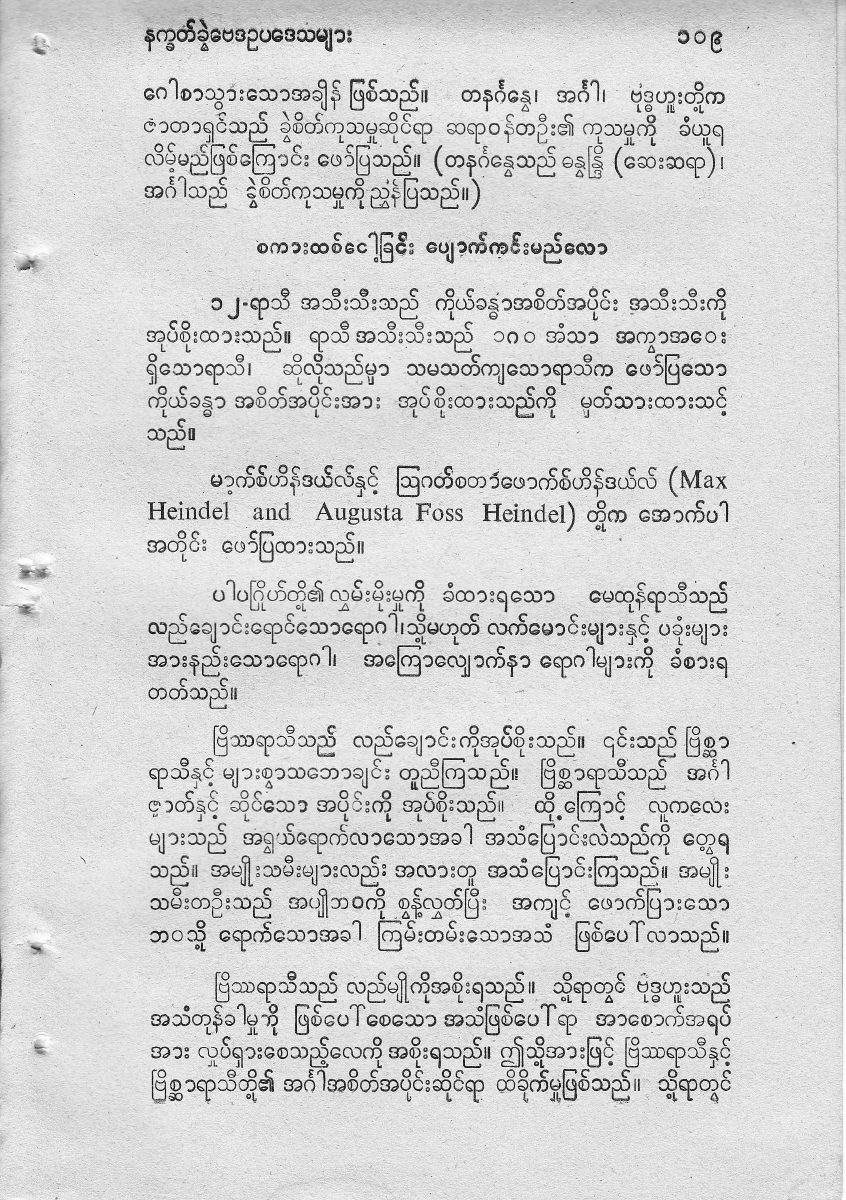 နက္ခတ်ခွဲဗေဒဥပဒေသများ ၁၀၉
ဂေါစာသွားသောအချိန် ဖြစ်သည်။ တနင်္ဂနွေ၊ အင်္ဂါ၊ ဗုဒ္ဓဟူးတို့က
ဇာတာရှင်သည် ခွဲစိတ်ကုသမှုဆိုင်ရာ ဆရာဝန်တဦး၏ ကုသမှုကို ခံယူရ
လိမ့်မည်ဖြစ်ကြောင်း ဖော်ပြသည်။ (တနင်္ဂနွေသည် ဓန္နန္တြိ (ဆေးဆရာ)၊
အင်္ဂါသည် ခွဲစိတ်ကုသမှုကို ညွှန်ပြသည်။)
စကားထစ်ငေါ့ခြင်း ပျောက်ကင်းမည်လော
၁၂-ရာသီ အသီးသီးသည် ကိုယ်ခန္ဓာအစိတ်အပိုင်း အသီးသီးကို
အုပ်စိုးထားသည်။ ရာသီ အသီးသီးသည် ၁၈၀ အံသာ အကွာအဝေး
ရှိသောရာသီ၊ ဆိုလိုသည်မှာ သမသတ်ကျသောရာသီက ဖော်ပြသော
ကိုယ်ခန္ဓာ အစိတ်အပိုင်းအား အုပ်စိုးထားသည်ကို မှတ်သားထားသင့်
သည်။
မာ့က်စ်ဟိန်ဒယ်လ်နှင့် ဩဂတ်စတာဖောက်စ်ဟိန်ဒယ်လ် (Max
Heindel and Augusta Foss Heindel) တို့က အောက်ပါ
အတိုင်း ဖော်ပြထားသည်။
ပါပဂြိုဟ်တို့၏ လွှမ်းမိုးမှုကို ခံထားရသော မေထုန်ရာသီသည်
လည်ချောင်းရောင်သောရောဂါ၊သို့မဟုတ် လက်မောင်းများနှင့် ပခုံးများ
အားနည်းသောရောဂါ၊ အကြောလျှောက်နာ ရောဂါများကို ခံစားရ
တတ်သည်။
ဗြိဿရာသီသည် လည်ချောင်းကိုအုပ်စိုးသည်။ ၎င်းသည် ဗြိစ္ဆာ
ရာသီနှင့် များစွာသဘောချင်း တူညီကြသည်။ ဗြိစ္ဆာရာသီသည် အင်္ဂါ
ဇာတ်နှင့် ဆိုင်သော အပိုင်းကို အုပ်စိုးသည်။ ထို့ကြောင့် လူကလေး
များသည် အရွယ်ရောက်လာသောအခါ အသံပြောင်းလဲသည်ကို တွေ့ရ
သည်။ အမျိုးသမီးများလည်း အလားတူ အသံပြောင်းကြသည်။ အမျိုး
သမီးတဦးသည် အပျိုဘဝကို စွန့်လွှတ်ပြီး အကျင့် ဖောက်ပြားသော
ဘဝသို့ ရောက်သောအခါ ကြမ်းတမ်းသောအသံ ဖြစ်ပေါ်လာသည်။
ဗြိဿရာသီသည် လည်မျိုကိုအစိုးရသည်။ သို့ရာတွင် ဗုဒ္ဓဟူးသည်
အသံတုန်ခါမှုကို ဖြစ်ပေါ်စေသော အသံဖြစ်ပေါ်ရာ အာစောက်အရပ်
အား လှုပ်ရှားစေသည့်လေကို အစိုးရသည်။ ဤသို့အားဖြင့် ဗြိဿရာသီနှင့်
ဗြိစ္ဆာရာသီတို့၏ အင်္ဂါအစိတ်အပိုင်းဆိုင်ရာ ထိခိုက်မှုဖြစ်သည်။ သို့ရာတွင်